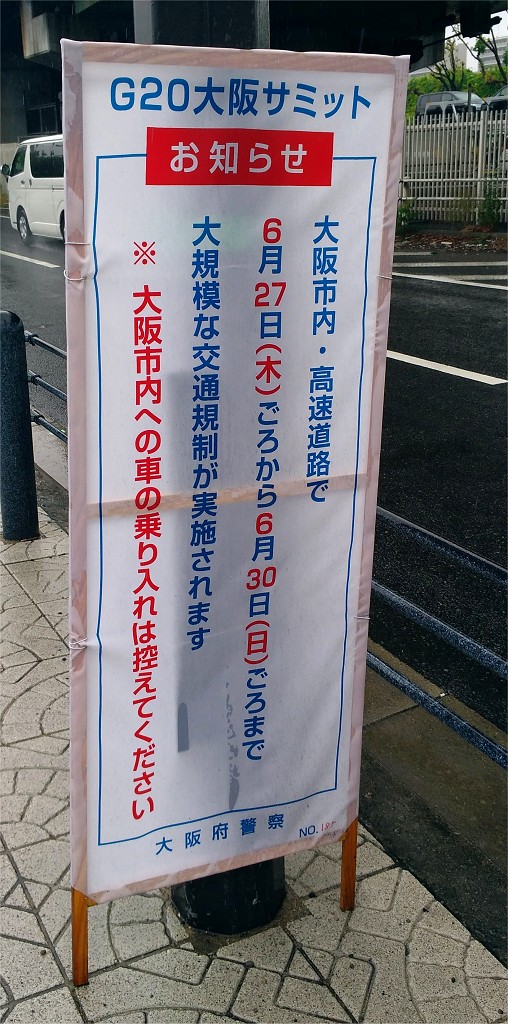 G20大阪サミット
お知らせ
大阪市内・高速道路で
6月27日(木)ごろから6月30日(日)ごろまで
大規模な交通規制が実施されます
※ 大阪市内への車の乗り入れは控えてください
大阪府警察
NO.